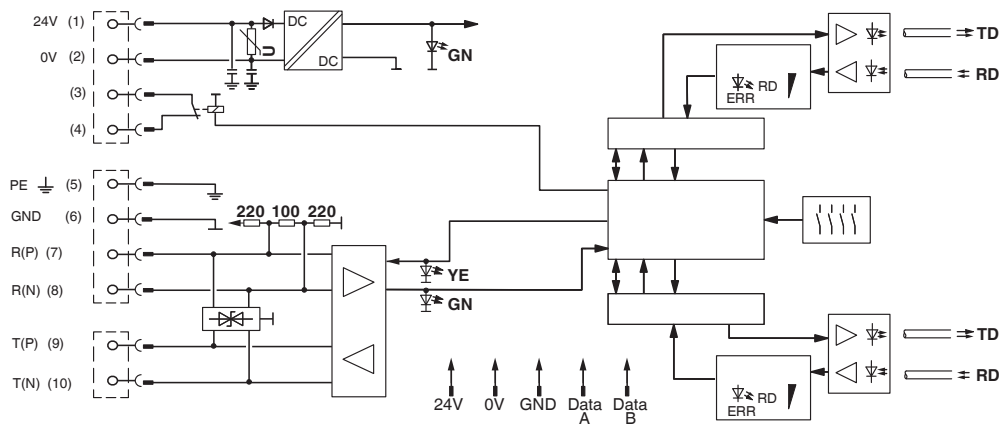 24V (1)
0V (2)
(3)
(4)
U
DC
DC
GN
PE (5)
GND (6)
R(P) (7)
R(N) (8)
T(P) (9)
T(N) (10)
220 100 220
YE
GN
24V
0V
GND
Data
A
Data
B
RD
ERR
TD
RD
RD
ERR
TD
RD